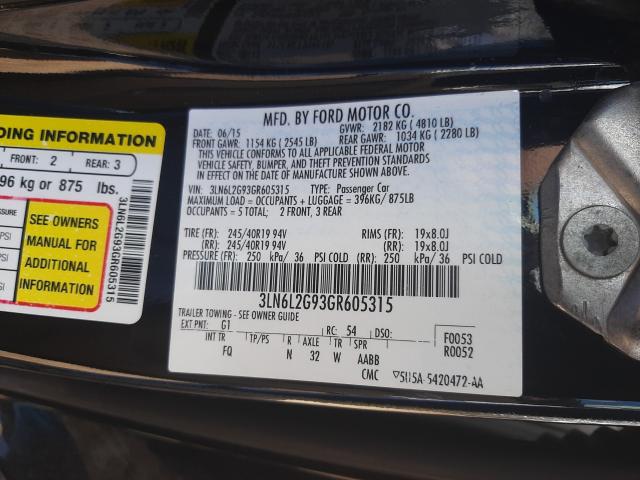 DING INFORMATION
FRONT: 2 REAR: 3
96 kg or 875 lbs.
PRESSURE
PSI
PSI
SEE OWNERS
MANUAL FOR
ADDITIONAL
INFORMATION
3LN6L2G93GR605315
MFD. BY FORD MOTOR CO.
DATE: 06/15 GVWR: 2182 KG ( 4810 LB)
FRONT GAWR: 1154 KG ( 2545 LB) REAR GAWR: 1034 KG ( 2280 LB)
THIS VEHICLE CONFORMS TO ALL APPLICABLE FEDERAL MOTOR
VEHICLE SAFETY, BUMPER, AND THEFT PREVENTION STANDARDS
IN EFFECT ON THE DATE OF MANUFACTURE SHOWN ABOVE.
VIN: 3LN6L2G93GR605315 TYPE: Passenger Car
MAXIMUM LOAD = OCCUPANTS + LUGGAGE = 396KG/ 875LB
OCCUPANTS = 5 TOTAL: 2 FRONT, 3 REAR
TIRE (FR): 245/40R19 94V RIMS (FR): 19x8.0J
(RR): 245/40R19 94V (RR): 19x8.0J
PRESSURE (FR): 250 kPa/ 36 PSI COLD (RR): 250 kPa/ 36 PSI COLD
3LN6L2G93GR605315
TRAILER TOWING - SEE OWNER GUIDE
EXT PNT: G1 RC: 54 DSO: F0053
INT TR TP/PS R AXLE TR SPR R0052
FQ N 32 W AABB
CMC 5U5A-5420472-AA